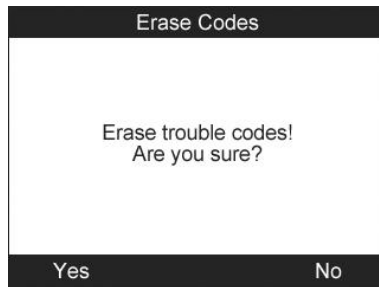 Erase Codes
Erase trouble codes!
Are you sure?
Yes No